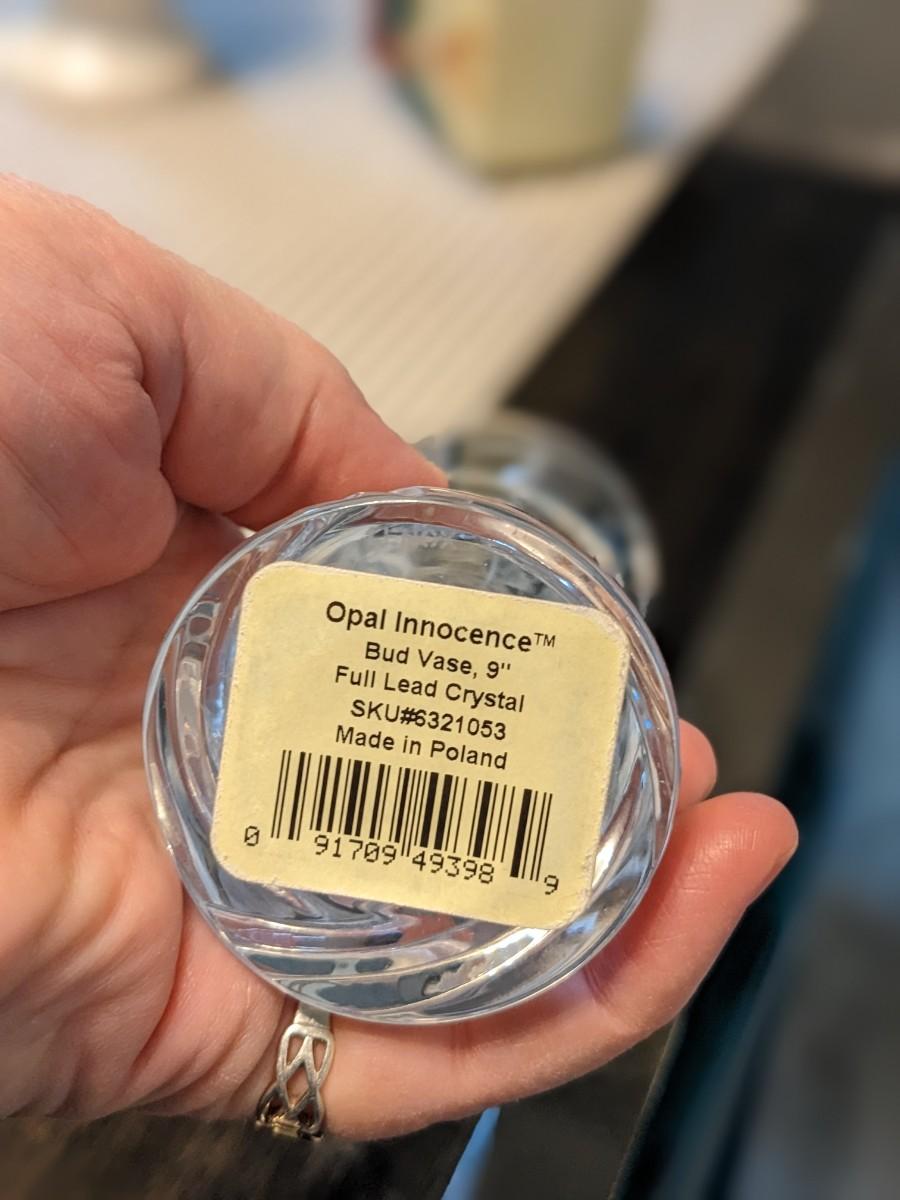 Opal Innocence™
Bud Vase, 9"
Full Lead Crystal
SKU#6321053
Made in Poland
0 91709 49398 9